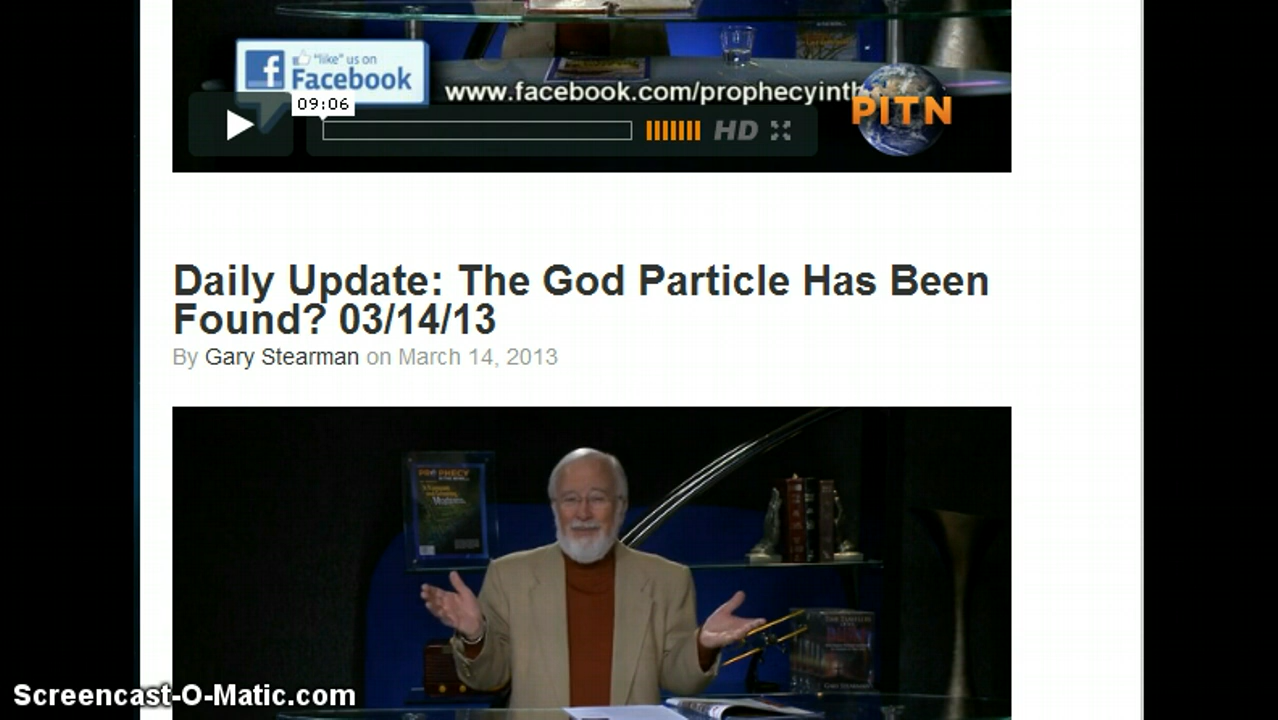 "like" us on
Facebook
www.facebook.com/prophecyinth
PITN
09:06
HD
Daily Update: The God Particle Has Been
Found? 03/14/13
By Gary Stearman on March 14, 2013
PROPHECY
Screencast-O-Matic.com